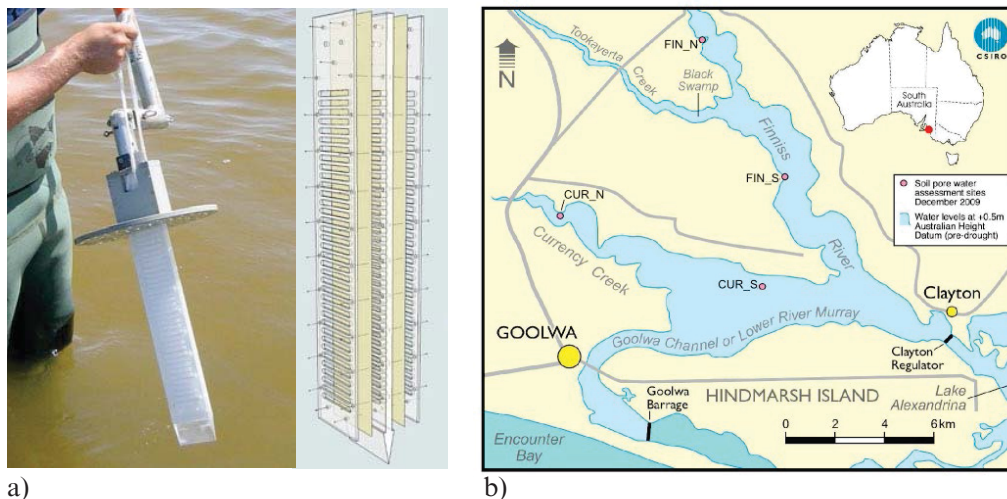 FIN_N
Tookayerta
Creek
Black
Swamp
N
CSIRO
South
Australia
Finniss
FIN_S
CUR_N
Soil pore water
assessment sites
December 2009
Water levels at +0.5m
Australian Height
Datum (pre-drought)
Currency Creek
River
CUR_S
Clayton
GOOLWA
Goolwa Channel or Lower River Murray
Clayton
Regulator
Goolwa
Barrage
HINDMARSH ISLAND
Lake
Alexandrina
0 2 4 6 km
Encounter
Bay
a)
b)